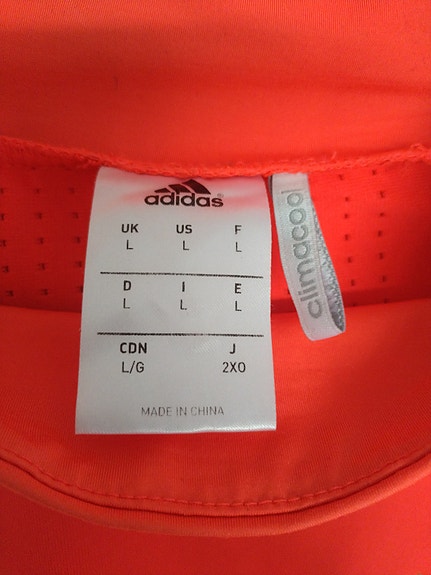 adidas
UK US F
L L L
D I E
L L L
CDN J
L/G 2XO
MADE IN CHINA
climacool